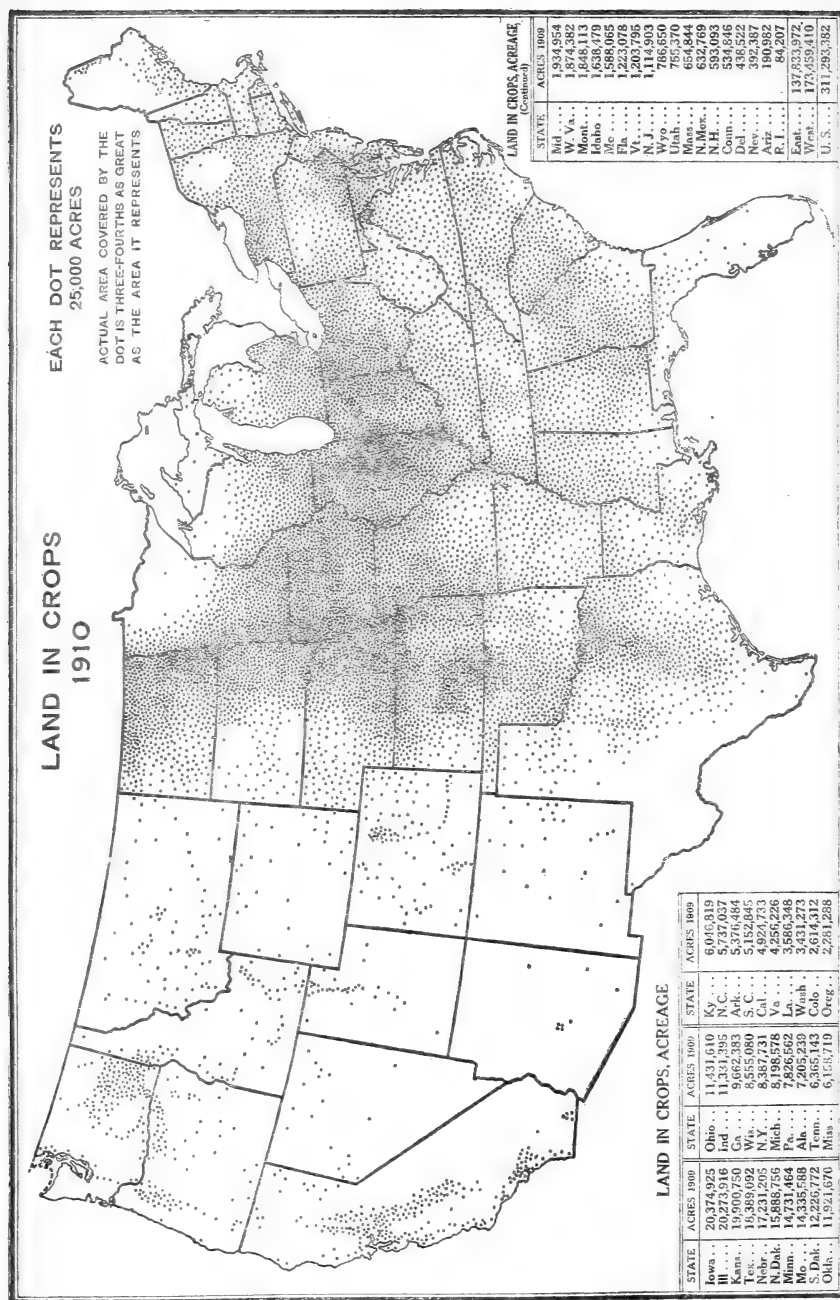 LAND IN CROPS
1910
EACH DOT REPRESENTS
25,000 ACRES
ACTUAL AREA COVERED BY THE
DOT IS THREE-FOURTHS AS GREAT
AS THE AREA IT REPRESENTS
LAND IN CROPS, ACREAGE
STATE ACRES 1909 STATE ACRES 1909 STATE ACRES 1909
Iowa.. 20,374,925 Ohio... 11,431,610 Ky.... 6,046,819
Ill.... 20,273,916 Ind.... 11,331,395 N.C... 5,737,037
Kans.. 19,900,750 Ga.... 9,662,383 Ark... 5,376,484
Tex... 18,389,092 Wis... 8,555,080 S. C... 5,152,845
Nebr.. 17,231,205 N.Y... 8,387,731 Cal... 4,924,733
N.Dak. 15,888,756 Mich.. 8,198,578 Va.... 4,256,226
Minn.. 14,731,464 Pa.... 7,826,562 La.... 3,586,348
Mo.... 14,335,588 Ala... 7,205,239 Wash.. 3,431,273
S. Dak. 12,226,772 Tenn.. 6,365,143 Colo.. 2,614,312
Okla.. 11,921,670 Miss.. 6,158,719 Oreg.. 2,281,288
LAND IN CROPS, ACREAGE
(Continued)
STATE ACRES 1909
Md.... 1,934,954
W. Va.. 1,874,382
Mont... 1,848,113
Idaho.. 1,638,479
Me.... 1,588,065
Fla.... 1,223,078
Vt.... 1,203,795
N. J... 1,114,903
Wyo... 786,650
Utah... 755,370
Mass... 654,844
N.Mex. 632,769
N.H... 593,093
Conn... 534,846
Del.... 438,522
Nev... 392,387
Ariz... 190,982
R. I... 84,207
East... 137,833,972.
West.. 173,459,410
U. S... 311,293,382